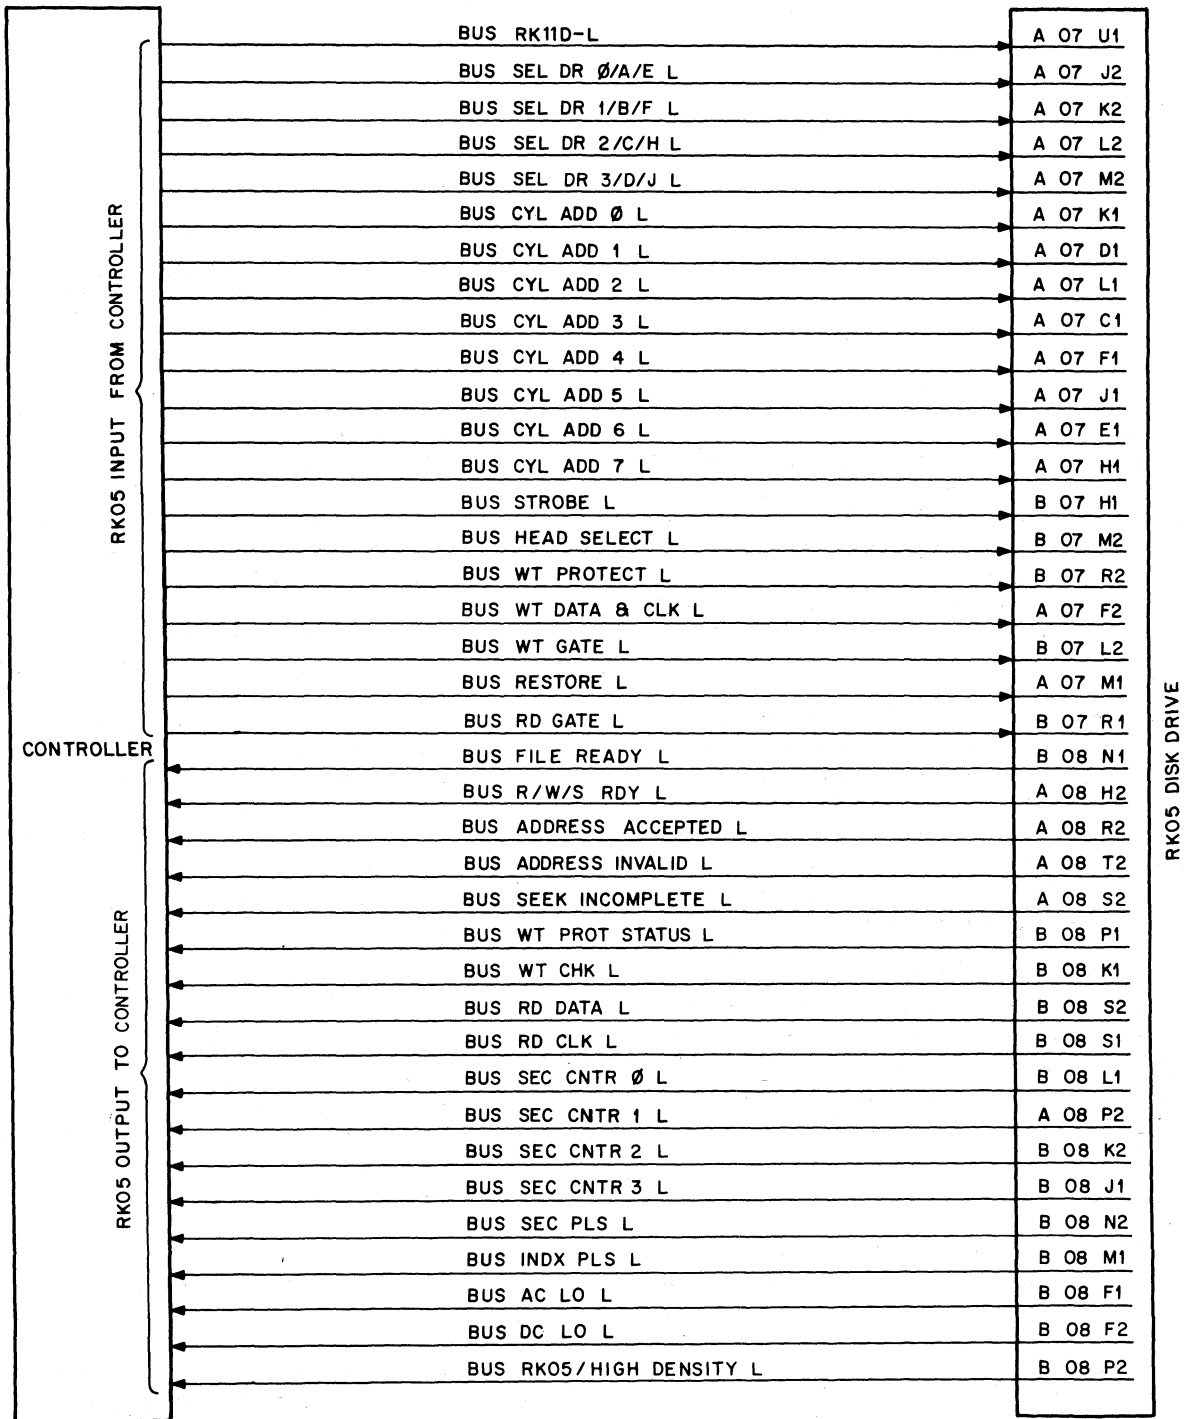 BUS RK11D-L A 07 U1
BUS SEL DR Ø/A/E L A 07 J2
BUS SEL DR 1/B/F L A 07 K2
BUS SEL DR 2/C/H L A 07 L2
BUS SEL DR 3/D/J L A 07 M2
BUS CYL ADD Ø L A 07 K1
BUS CYL ADD 1 L A 07 D1
BUS CYL ADD 2 L A 07 L1
BUS CYL ADD 3 L A 07 C1
BUS CYL ADD 4 L A 07 F1
BUS CYL ADD 5 L A 07 J1
BUS CYL ADD 6 L A 07 E1
BUS CYL ADD 7 L A 07 H1
BUS STROBE L B 07 H1
BUS HEAD SELECT L B 07 M2
BUS WT PROTECT L B 07 R2
BUS WT DATA & CLK L A 07 F2
BUS WT GATE L B 07 L2
BUS RESTORE L A 07 M1
BUS RD GATE L B 07 R1
RK05 INPUT FROM CONTROLLER
CONTROLLER
BUS FILE READY L B 08 N1
BUS R/W/S RDY L A 08 H2
BUS ADDRESS ACCEPTED L A 08 R2
BUS ADDRESS INVALID L A 08 T2
BUS SEEK INCOMPLETE L A 08 S2
BUS WT PROT STATUS L B 08 P1
BUS WT CHK L B 08 K1
BUS RD DATA L B 08 S2
BUS RD CLK L B 08 S1
BUS SEC CNTR Ø L B 08 L1
BUS SEC CNTR 1 L A 08 P2
BUS SEC CNTR 2 L B 08 K2
BUS SEC CNTR 3 L B 08 J1
BUS SEC PLS L B 08 N2
BUS INDX PLS L B 08 M1
BUS AC LO L B 08 F1
BUS DC LO L B 08 F2
BUS RK05/HIGH DENSITY L B 08 P2
RK05 OUTPUT TO CONTROLLER
RK05 DISK DRIVE